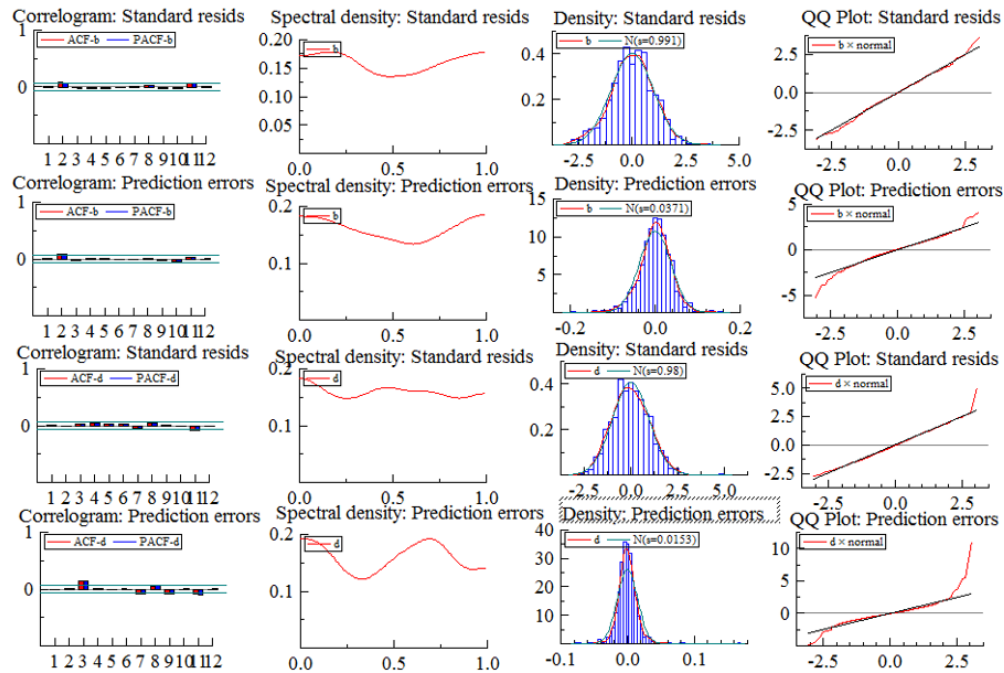 Correlogram: Standard resids
1
ACF-b PACF-b
0
1 2 3 4 5 6 7 8 9 10 11 12
Spectral density: Standard resids
0.20
b
0.15
0.10
0.05
0.0 0.5 1.0
Density: Standard resids
b N(s=0.991)
0.4
0.2
-2.5 0.0 2.5 5.0
QQ Plot: Standard resids
b × normal
2.5
0.0
-2.5
-2.5 0.0 2.5
Correlogram: Prediction errors
1
ACF-b PACF-b
0
1 2 3 4 5 6 7 8 9 10 11 12
Spectral density: Prediction errors
0.2
b
0.1
0.0 0.5 1.0
Density: Prediction errors
b N(s=0.0371)
15
10
5
-0.2 0.0 0.2
QQ Plot: Prediction errors
5
b × normal
0
-5
-2.5 0.0 2.5
Correlogram: Standard resids
1
ACF-d PACF-d
0
1 2 3 4 5 6 7 8 9 10 11 12
Spectral density: Standard resids
0.2
d
0.1
0.0 0.5 1.0
Density: Standard resids
d N(s=0.98)
0.4
0.2
-2.5 0.0 2.5 5.0
QQ Plot: Standard resids
d × normal
5.0
2.5
0.0
-2.5
-2.5 0.0 2.5
Correlogram: Prediction errors
1
ACF-d PACF-d
0
1 2 3 4 5 6 7 8 9 10 11 12
Spectral density: Prediction errors
0.2
d
0.1
0.0 0.5 1.0
Density: Prediction errors
40
d N(s=0.0153)
30
20
10
-0.1 0.0 0.1
QQ Plot: Prediction errors
10
d × normal
5
0
-2.5 0.0 2.5